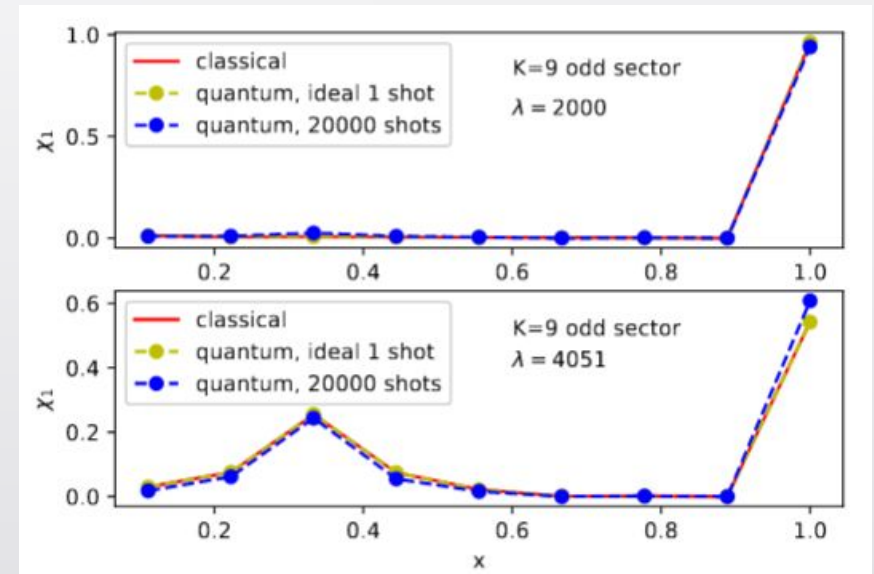 1.0
0.5
0.0
χ₁
classical
quantum, ideal 1 shot
quantum, 20000 shots
K=9 odd sector
λ = 2000
0.2 0.4 0.6 0.8 1.0
0.6
0.4
0.2
0.0
χ₁
classical
quantum, ideal 1 shot
quantum, 20000 shots
K=9 odd sector
λ = 4051
0.2 0.4 0.6 0.8 1.0
x